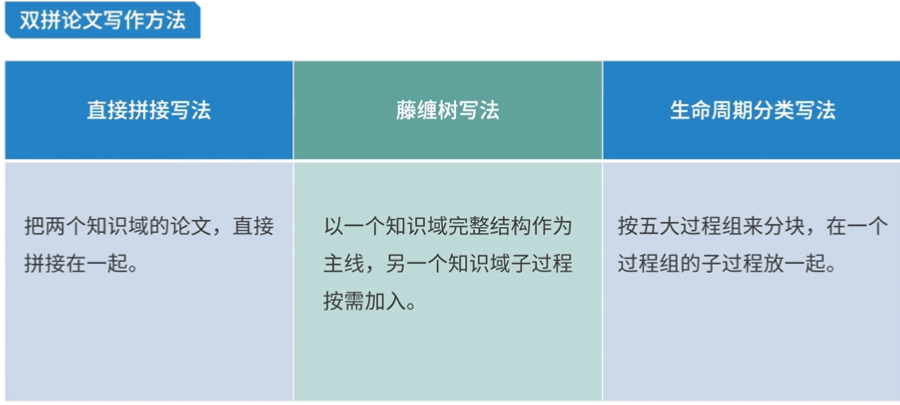 双拼论文写作方法
直接拼接写法
藤缠树写法
生命周期分类写法
把两个知识域的论文，直接
拼接在一起。
以一个知识域完整结构作为
主线，另一个知识域子过程
按需加入。
按五大过程组来分块，在一个
过程组的子过程放一起。